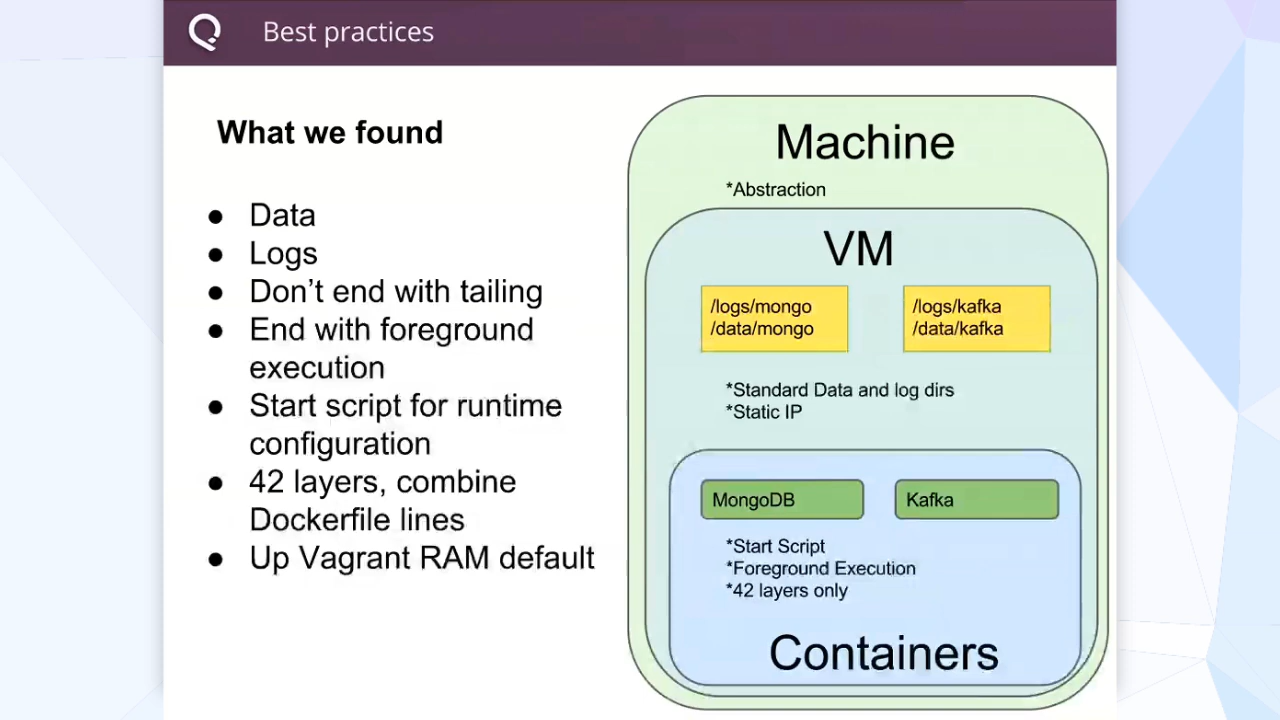 Best practices
What we found
● Data
● Logs
● Don’t end with tailing
● End with foreground
execution
● Start script for runtime
configuration
● 42 layers, combine
Dockerfile lines
● Up Vagrant RAM default
Machine
*Abstraction
VM
/logs/mongo
/data/mongo
/logs/kafka
/data/kafka
*Standard Data and log dirs
*Static IP
MongoDB
Kafka
*Start Script
*Foreground Execution
*42 layers only
Containers